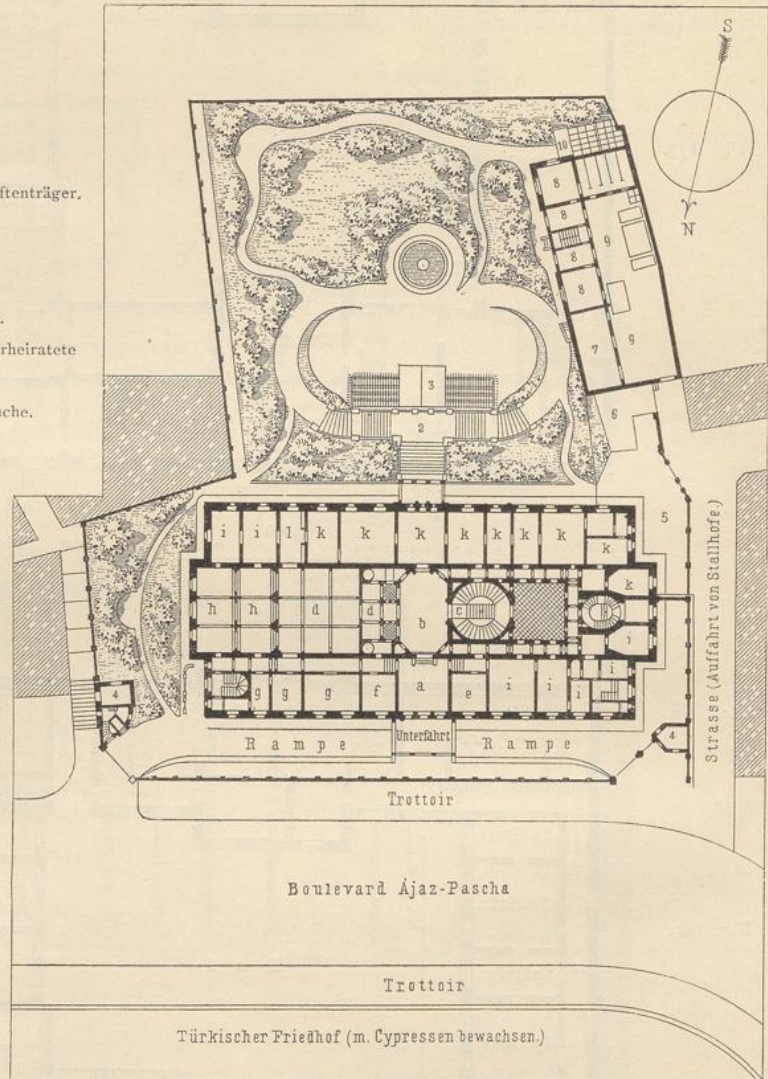 S
N
ftenträger.
.
rheiratete
che.
10
8
8
9
8
8
7
9
6
3
2
5
i i l k k k k k k k k
h h d d b c k i
4
g g g f a e i i i i
4
Rampe Unterfahrt Rampe
Strasse (Auffahrt von Stallhofe.)
Trottoir
Boulevard Ájaz-Pascha
Trottoir
Türkischer Friedhof (m. Cypressen bewachsen.)